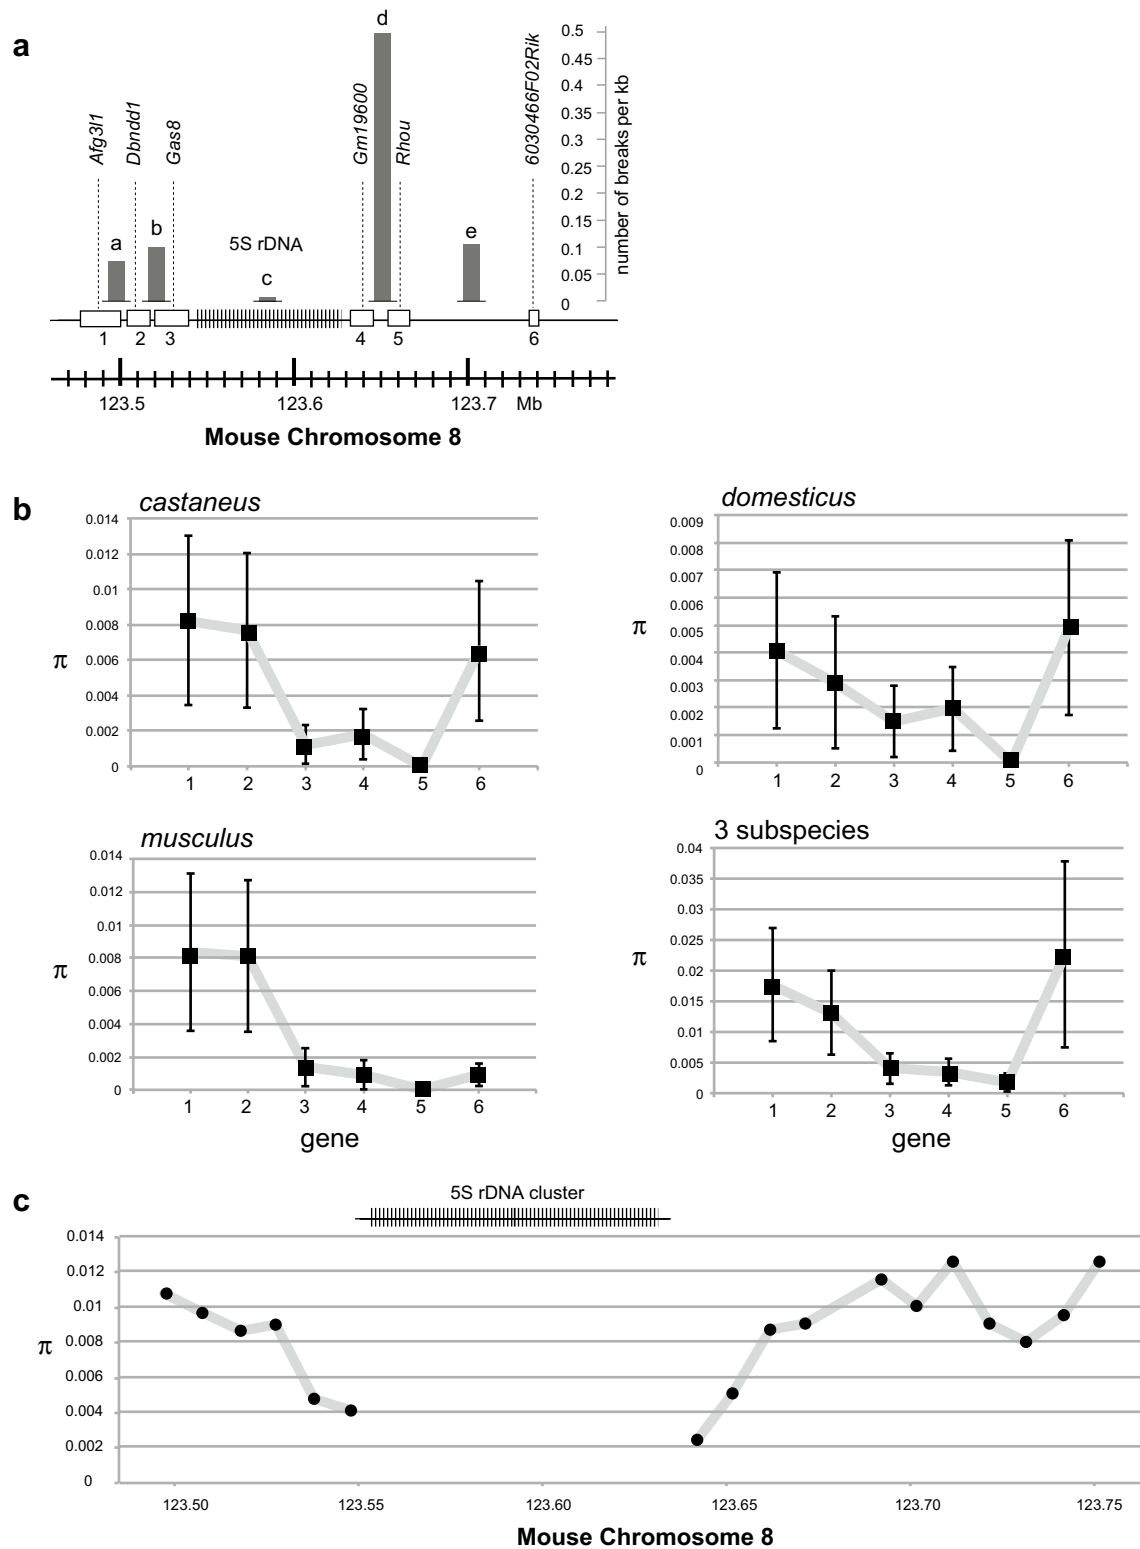 a
Afg3l1
Dbndd1
Gas8
Gm19600
Rhou
6030466F02Rik
a
b
5S rDNA
c
d
e
0.5
0.45
0.4
0.35
0.3
0.25
0.2
0.15
0.1
0.05
0
number of breaks per kb
1 2 3 4 5 6
123.5 123.6 123.7 Mb
Mouse Chromosome 8
b
castaneus
0.014
0.012
0.01
0.008
0.006
0.004
0.002
0
π
1 2 3 4 5 6
domesticus
0.009
0.008
0.007
0.006
0.005
0.004
0.003
0.002
0.001
0
π
1 2 3 4 5 6
musculus
0.014
0.012
0.01
0.008
0.006
0.004
0.002
0
π
1 2 3 4 5 6
gene
3 subspecies
0.04
0.035
0.03
0.025
0.02
0.015
0.01
0.005
0
π
1 2 3 4 5 6
gene
c
5S rDNA cluster
0.014
0.012
0.01
0.008
0.006
0.004
0.002
0
π
123.50 123.55 123.60 123.65 123.70 123.75
Mouse Chromosome 8